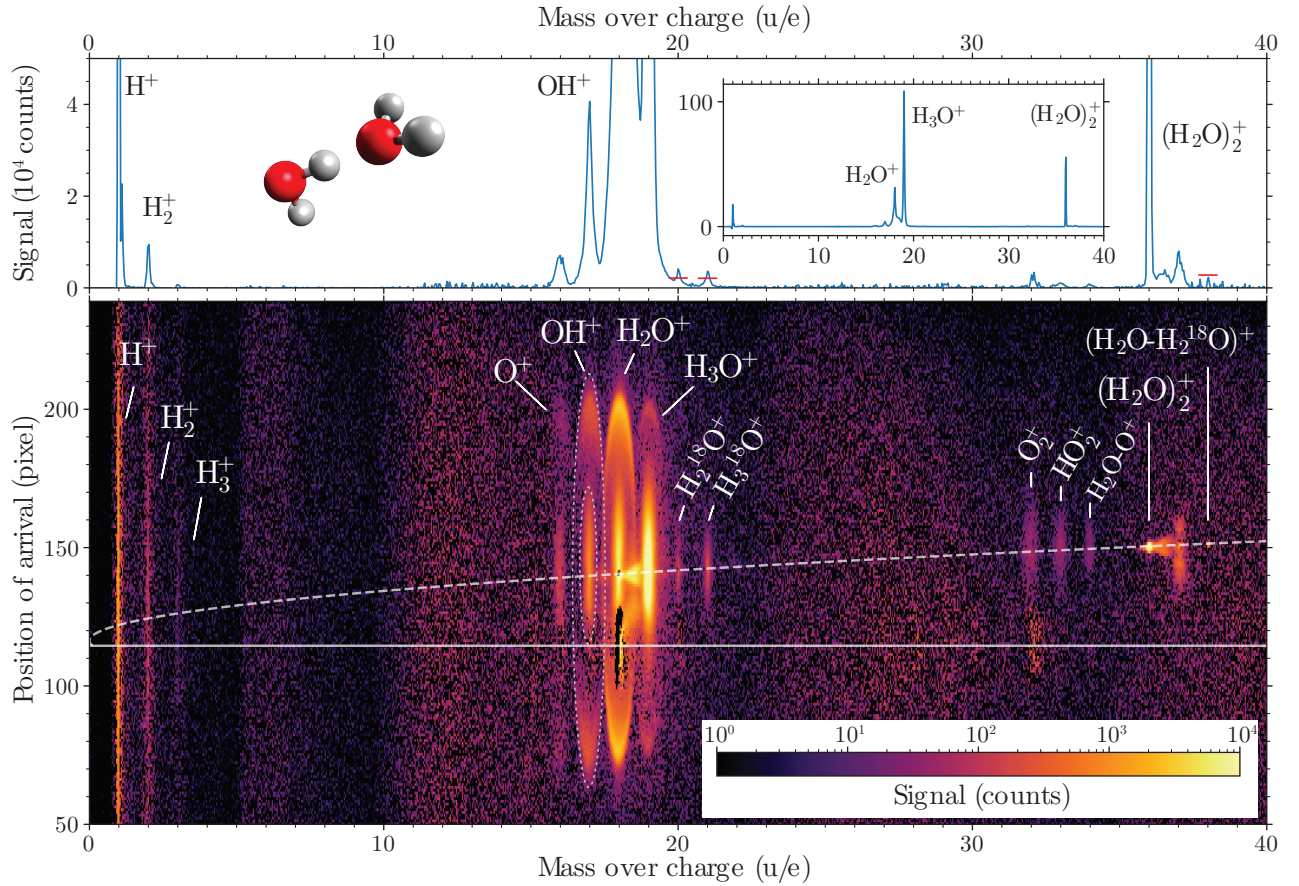 Mass over charge (u/e)
0 10 20 30 40
Signal (10⁴ counts)
4
2
0
H⁺
H₂⁺
OH⁺
(H₂O)₂⁺
100
0
H₂O⁺
H₃O⁺
(H₂O)₂⁺
0 10 20 30 40
Position of arrival (pixel)
200
150
100
50
H⁺
H₂⁺
H₃⁺
O⁺
OH⁺
H₂O⁺
H₃O⁺
H₂¹⁸O⁺
H₃¹⁸O⁺
O₂⁺
HO₂⁺
H₂O-O⁺
(H₂O-H₂¹⁸O)⁺
(H₂O)₂⁺
10⁰ 10¹ 10² 10³ 10⁴
Signal (counts)
0 10 20 30 40
Mass over charge (u/e)